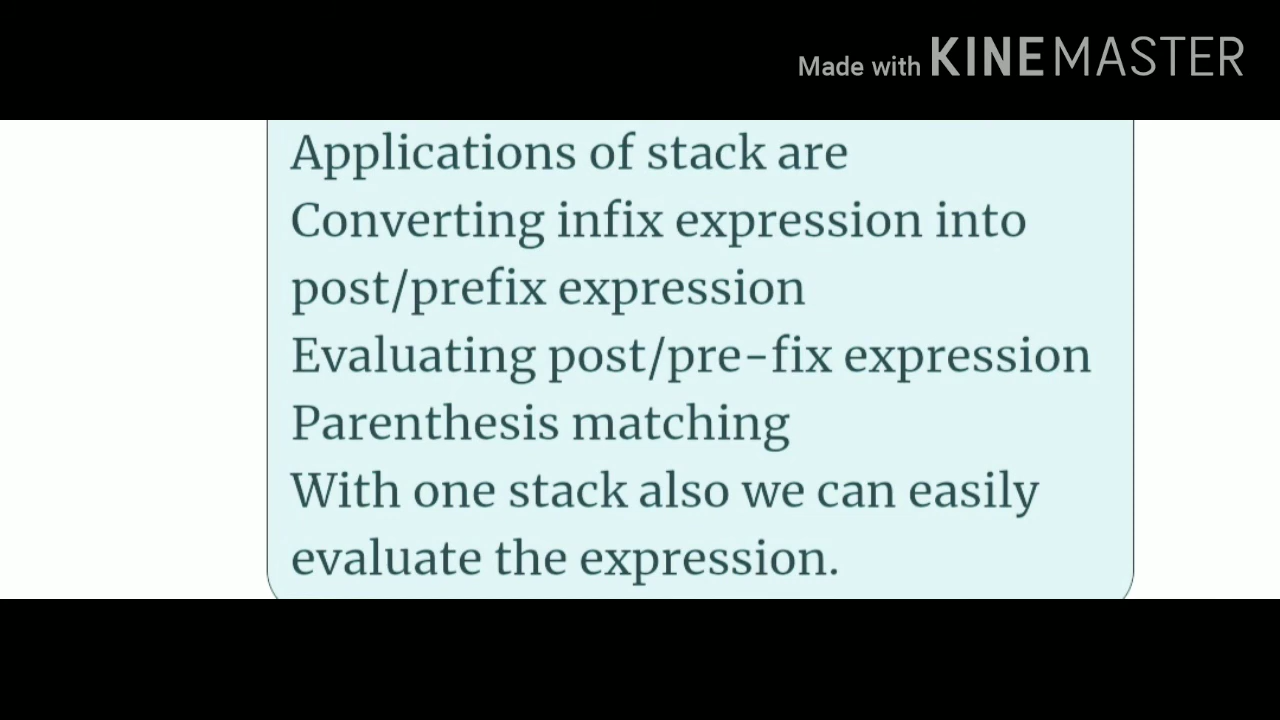 Made with KINEMASTER
Applications of stack are
Converting infix expression into
post/prefix expression
Evaluating post/pre-fix expression
Parenthesis matching
With one stack also we can easily
evaluate the expression.